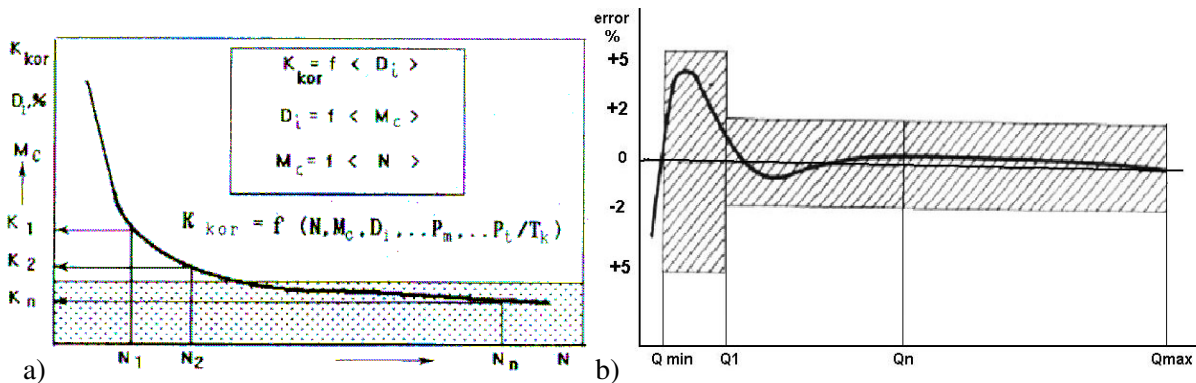 K kor
D i , %
M C
K 1
K 2
K n
K kor = f < D i >
D i = f < M c >
M c = f < N >
K kor = f (N, M c , D i , ... P m , ... P t / T k )
N 1
N 2
N n
N
a)
error
%
+5
+2
0
-2
+5
Q min
Q1
Qn
Qmax
b)